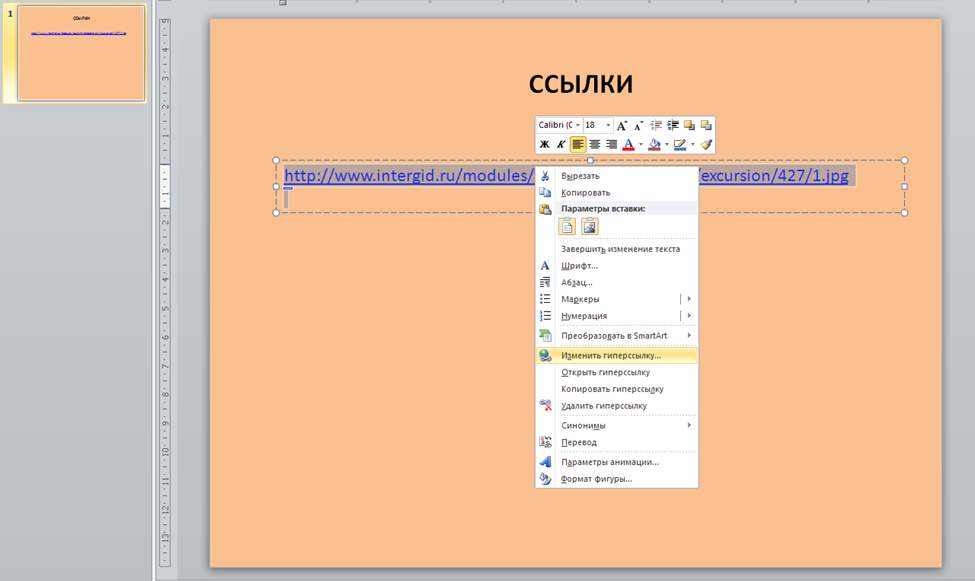 1
ССЫЛКИ
ССЫЛКИ
Calibri (С 18
Ж К
http://www.intergid.ru/modules/ excursion/427/1.jpg
Вырезать
Копировать
Параметры вставки:
Завершить изменение текста
Шрифт...
Абзац...
Маркеры
Нумерация
Преобразовать в SmartArt
Изменить гиперссылку...
Открыть гиперссылку
Копировать гиперссылку
Удалить гиперссылку
Синонимы
Перевод
Параметры анимации...
Формат фигуры...